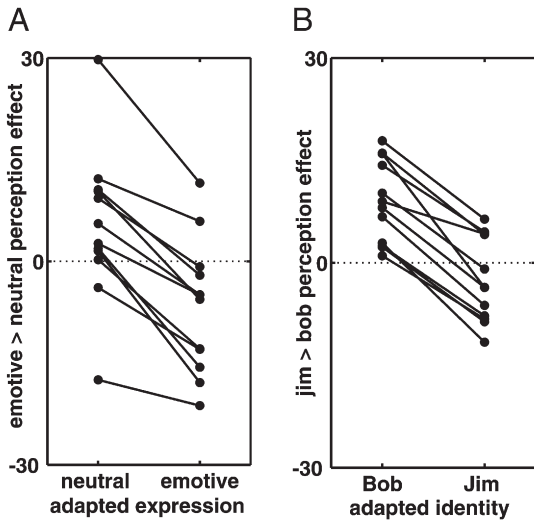 A
30
0
-30
emotive > neutral perception effect
neutral emotive
adapted expression
B
30
0
-30
jim > bob perception effect
Bob Jim
adapted identity